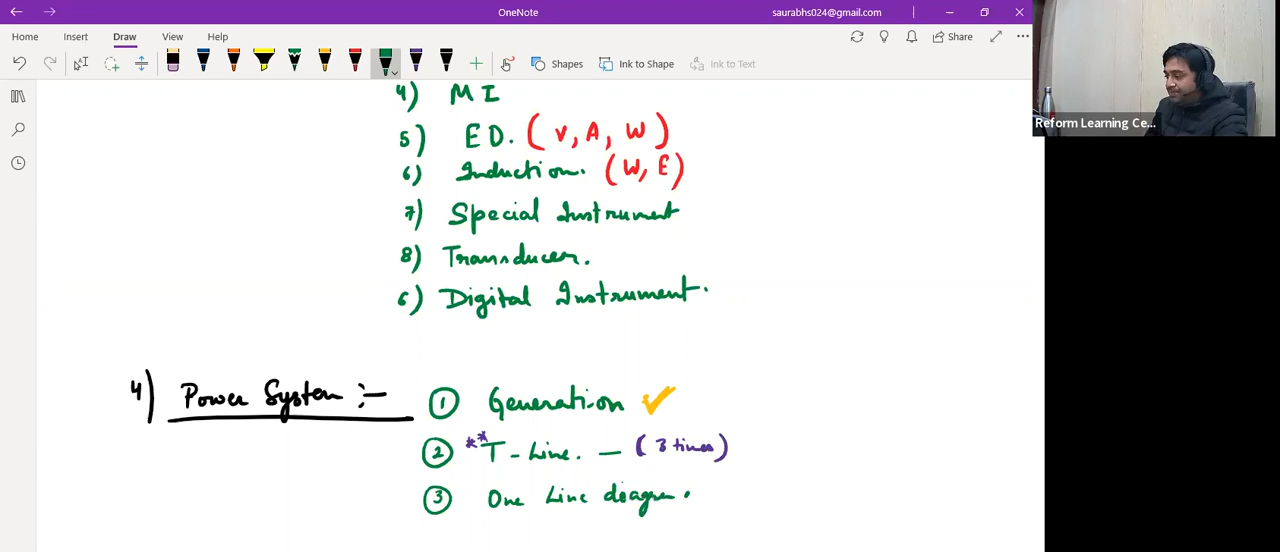 OneNote
saurabhs024@gmail.com
Home Insert Draw View Help
Share
Shapes Ink to Shape Ink to Text
Reform Learning Ce...
4) MI
5) ED. (V, A, W)
6) Induction. (W, E)
7) Special Instrument
8) Transducer.
6) Digital Instrument.
4) Power System :-
1 Generation ✓
2 **T-Line. — (3 times)
3 One Line diagram.